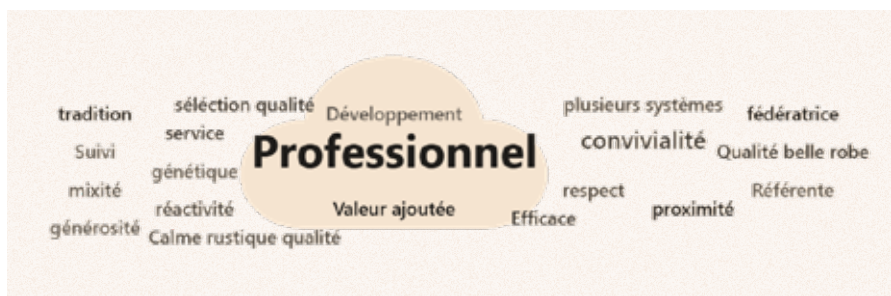 tradition
séléction qualité
Développement
plusieurs systèmes
fédératrice
Suivi
service
Professionnel
convivialité
Qualité belle robe
génétique
mixité
respect
Référente
réactivité
Valeur ajoutée
proximité
Efficace
générosité
Calme rustique qualité